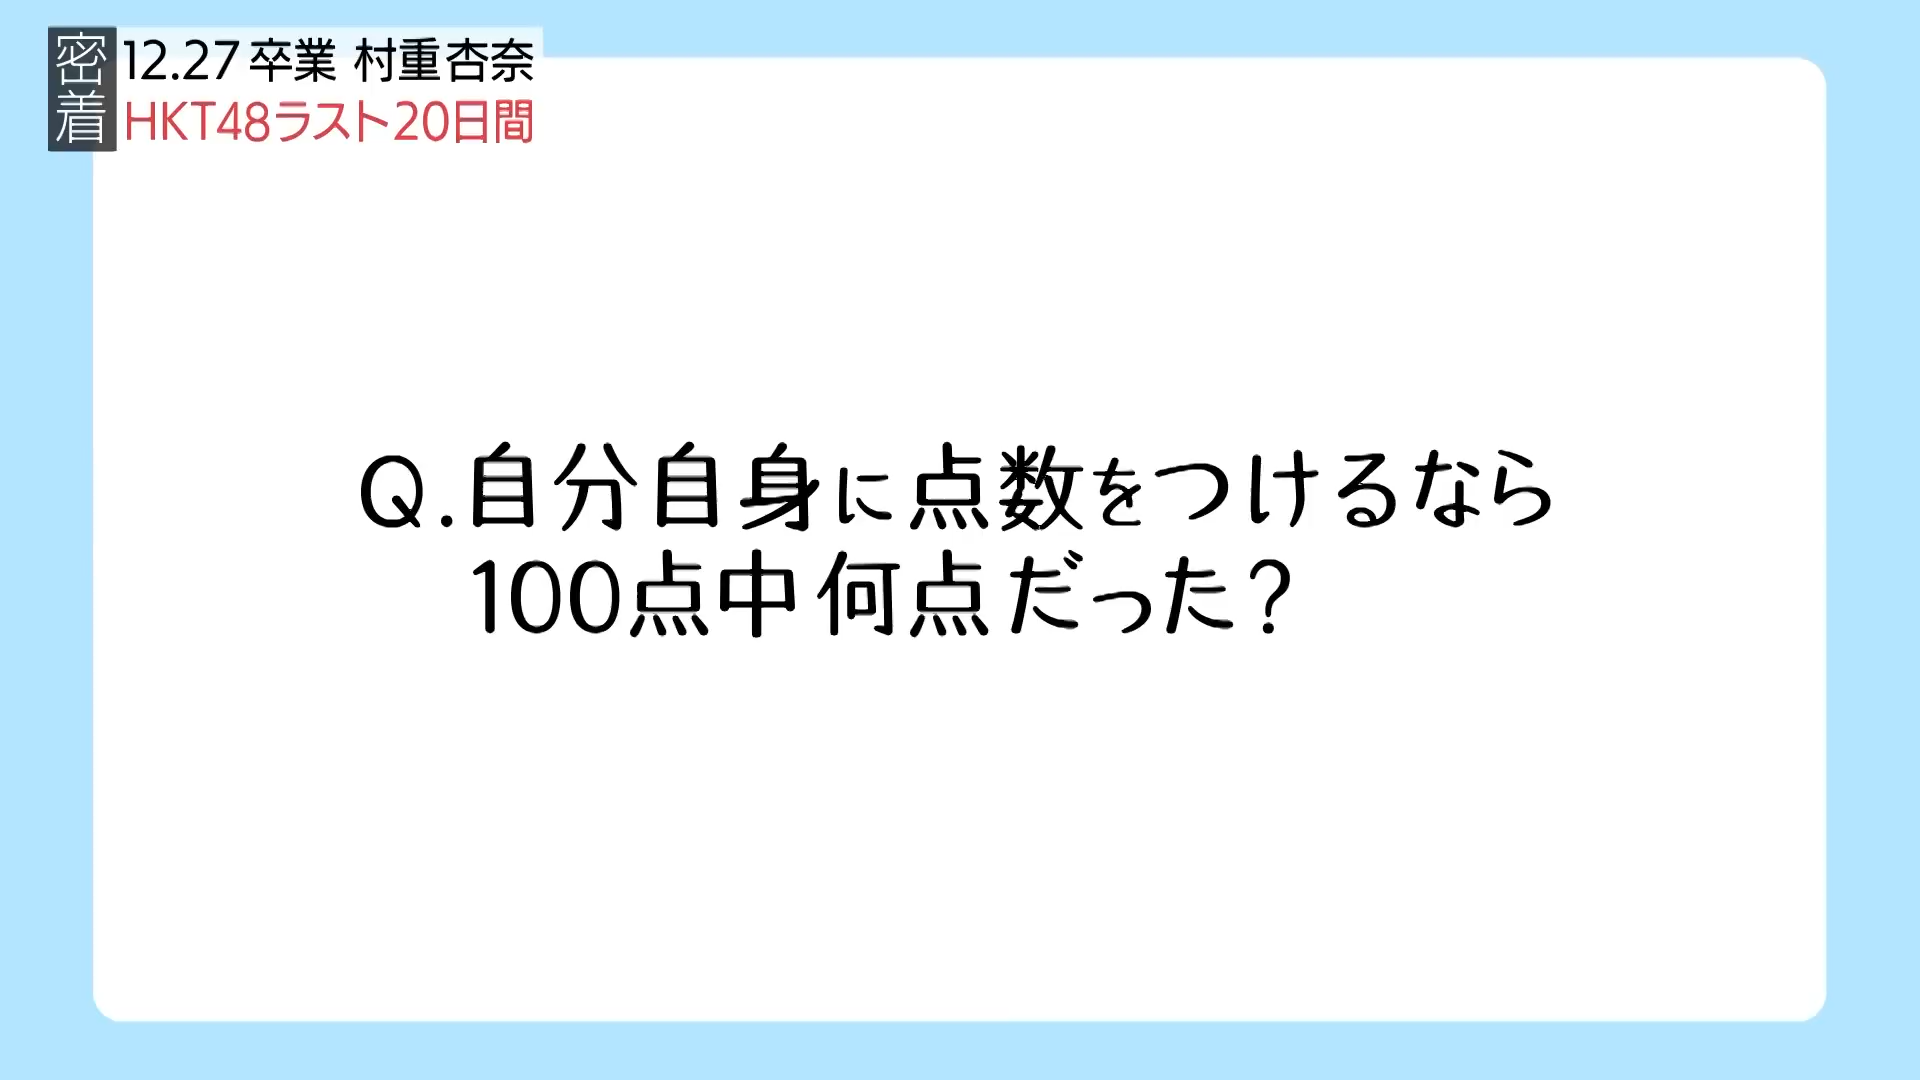 密着
12.27卒業 村重杏奈
HKT48ラスト20日間
Q.自分自身に点数をつけるなら
100点中何点だった?